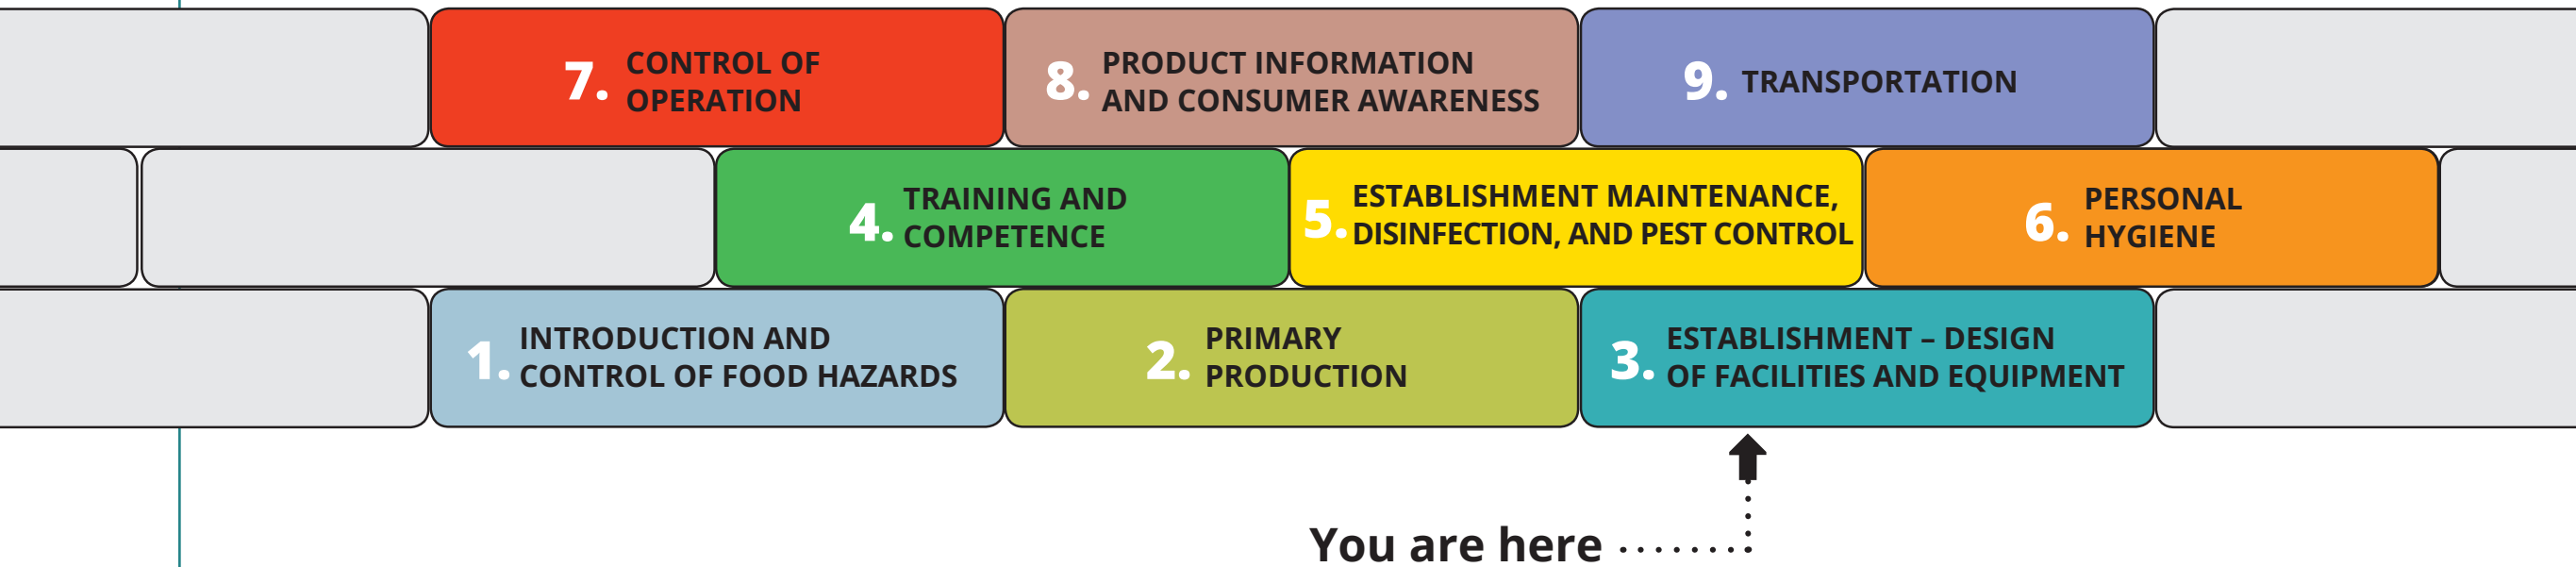 7. CONTROL OF
OPERATION
8. PRODUCT INFORMATION
AND CONSUMER AWARENESS
9. TRANSPORTATION
4. TRAINING AND
COMPETENCE
5. ESTABLISHMENT MAINTENANCE,
DISINFECTION, AND PEST CONTROL
6. PERSONAL
HYGIENE
1. INTRODUCTION AND
CONTROL OF FOOD HAZARDS
2. PRIMARY
PRODUCTION
3. ESTABLISHMENT – DESIGN
OF FACILITIES AND EQUIPMENT
You are here